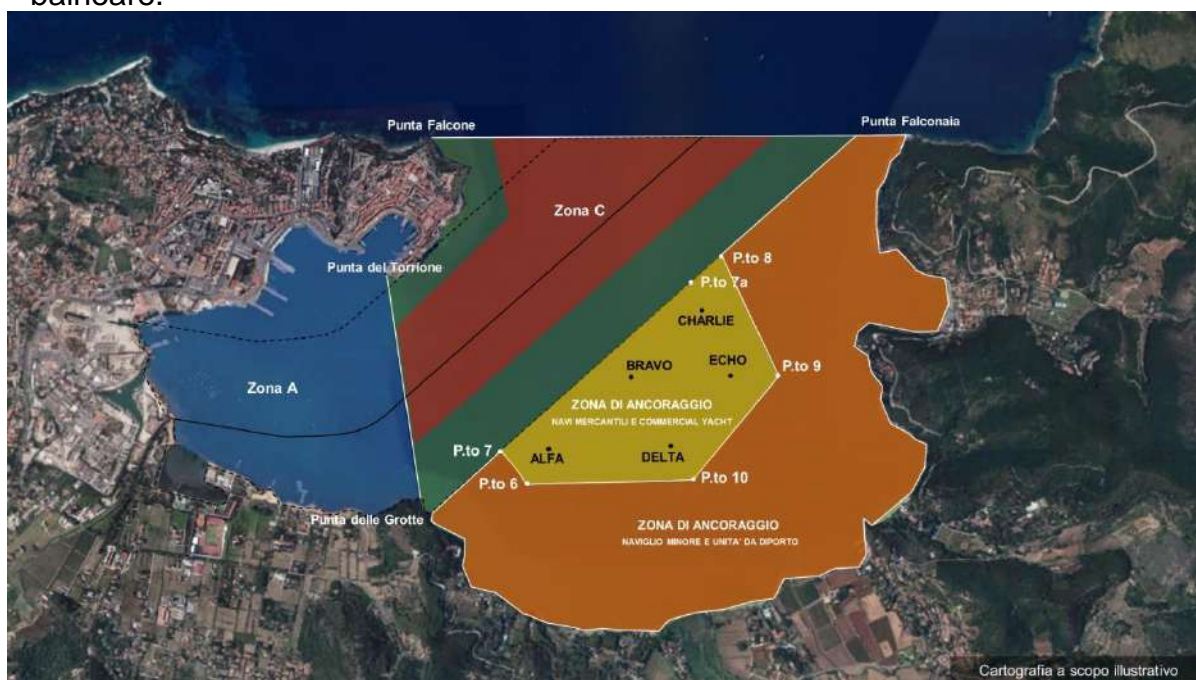 balneare.
Punta Falcone
Punta Falconaia
Zona C
P.to 8
Punta del Torrione
P.to 7a
CHARLIE
BRAVO
ECHO
P.to 9
Zona A
ZONA DI ANCORAGGIO
NAVI MERCANTILI E COMMERCIAL YACHT
P.to 7
ALFA
DELTA
P.to 6
P.to 10
Punta delle Grotte
ZONA DI ANCORAGGIO
NAVIGLIO MINORE E UNITA' DA DIPORTO
Cartografia a scopo illustrativo